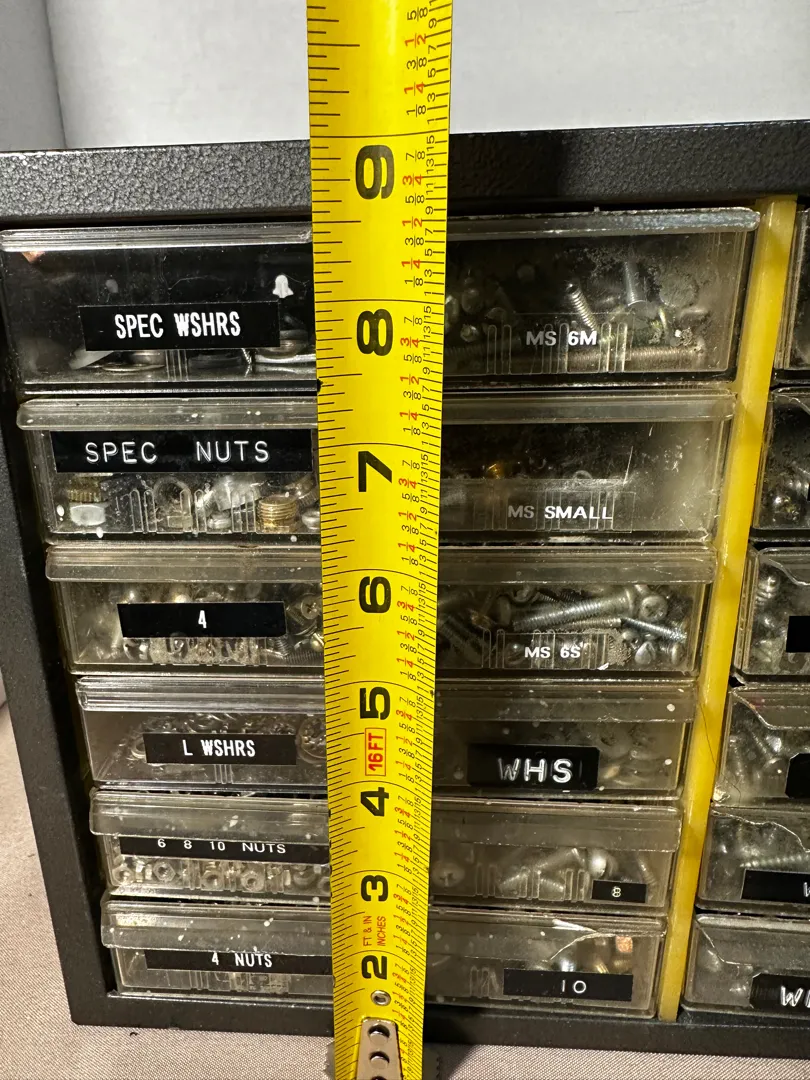 9
8
SPEC WSHRS
MS 6M
7
SPEC NUTS
MS SMALL
6
4
MS 6S
5
L WSHRS
16FT
WHS
4
6 8 10 NUTS
3
8
FT & IN
INCHES
2
4 NUTS
10